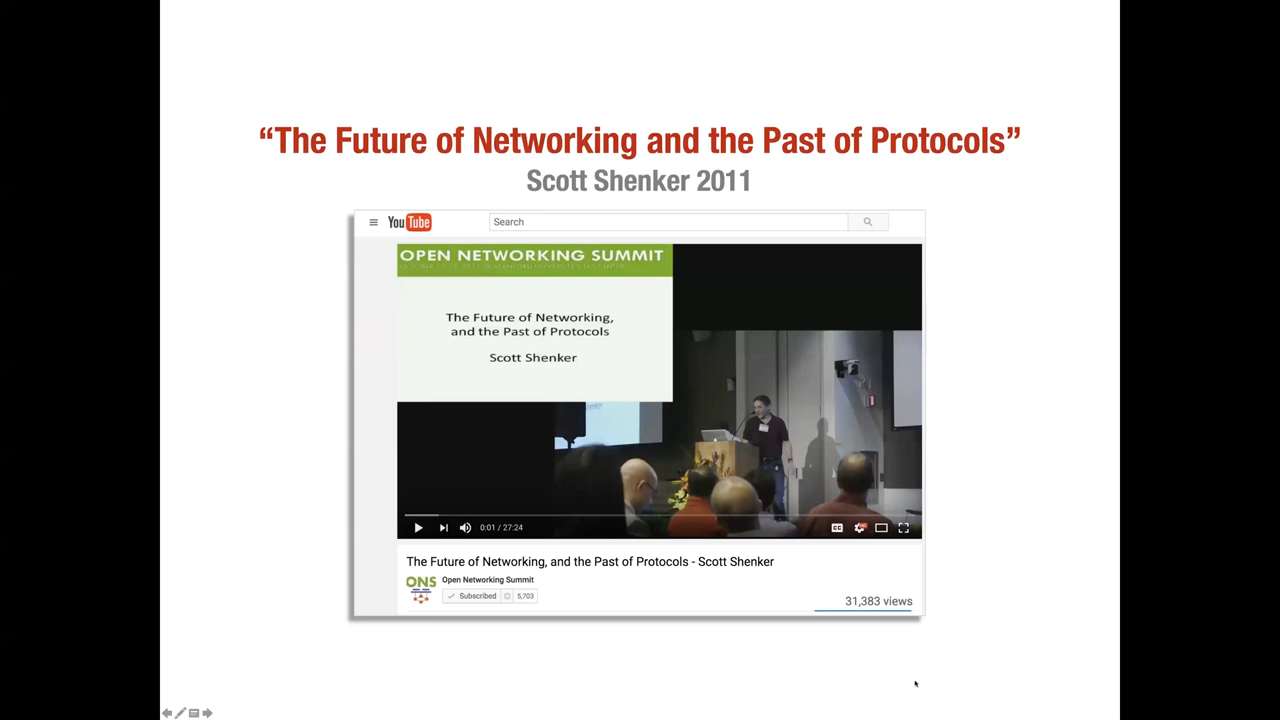 “The Future of Networking and the Past of Protocols”
Scott Shenker 2011
YouTube
Search
OPEN NETWORKING SUMMIT
The Future of Networking,
and the Past of Protocols
Scott Shenker
0:01 / 27:24
CC
The Future of Networking, and the Past of Protocols - Scott Shenker
ONS
Open Networking Summit
Subscribed 5,703
31,383 views